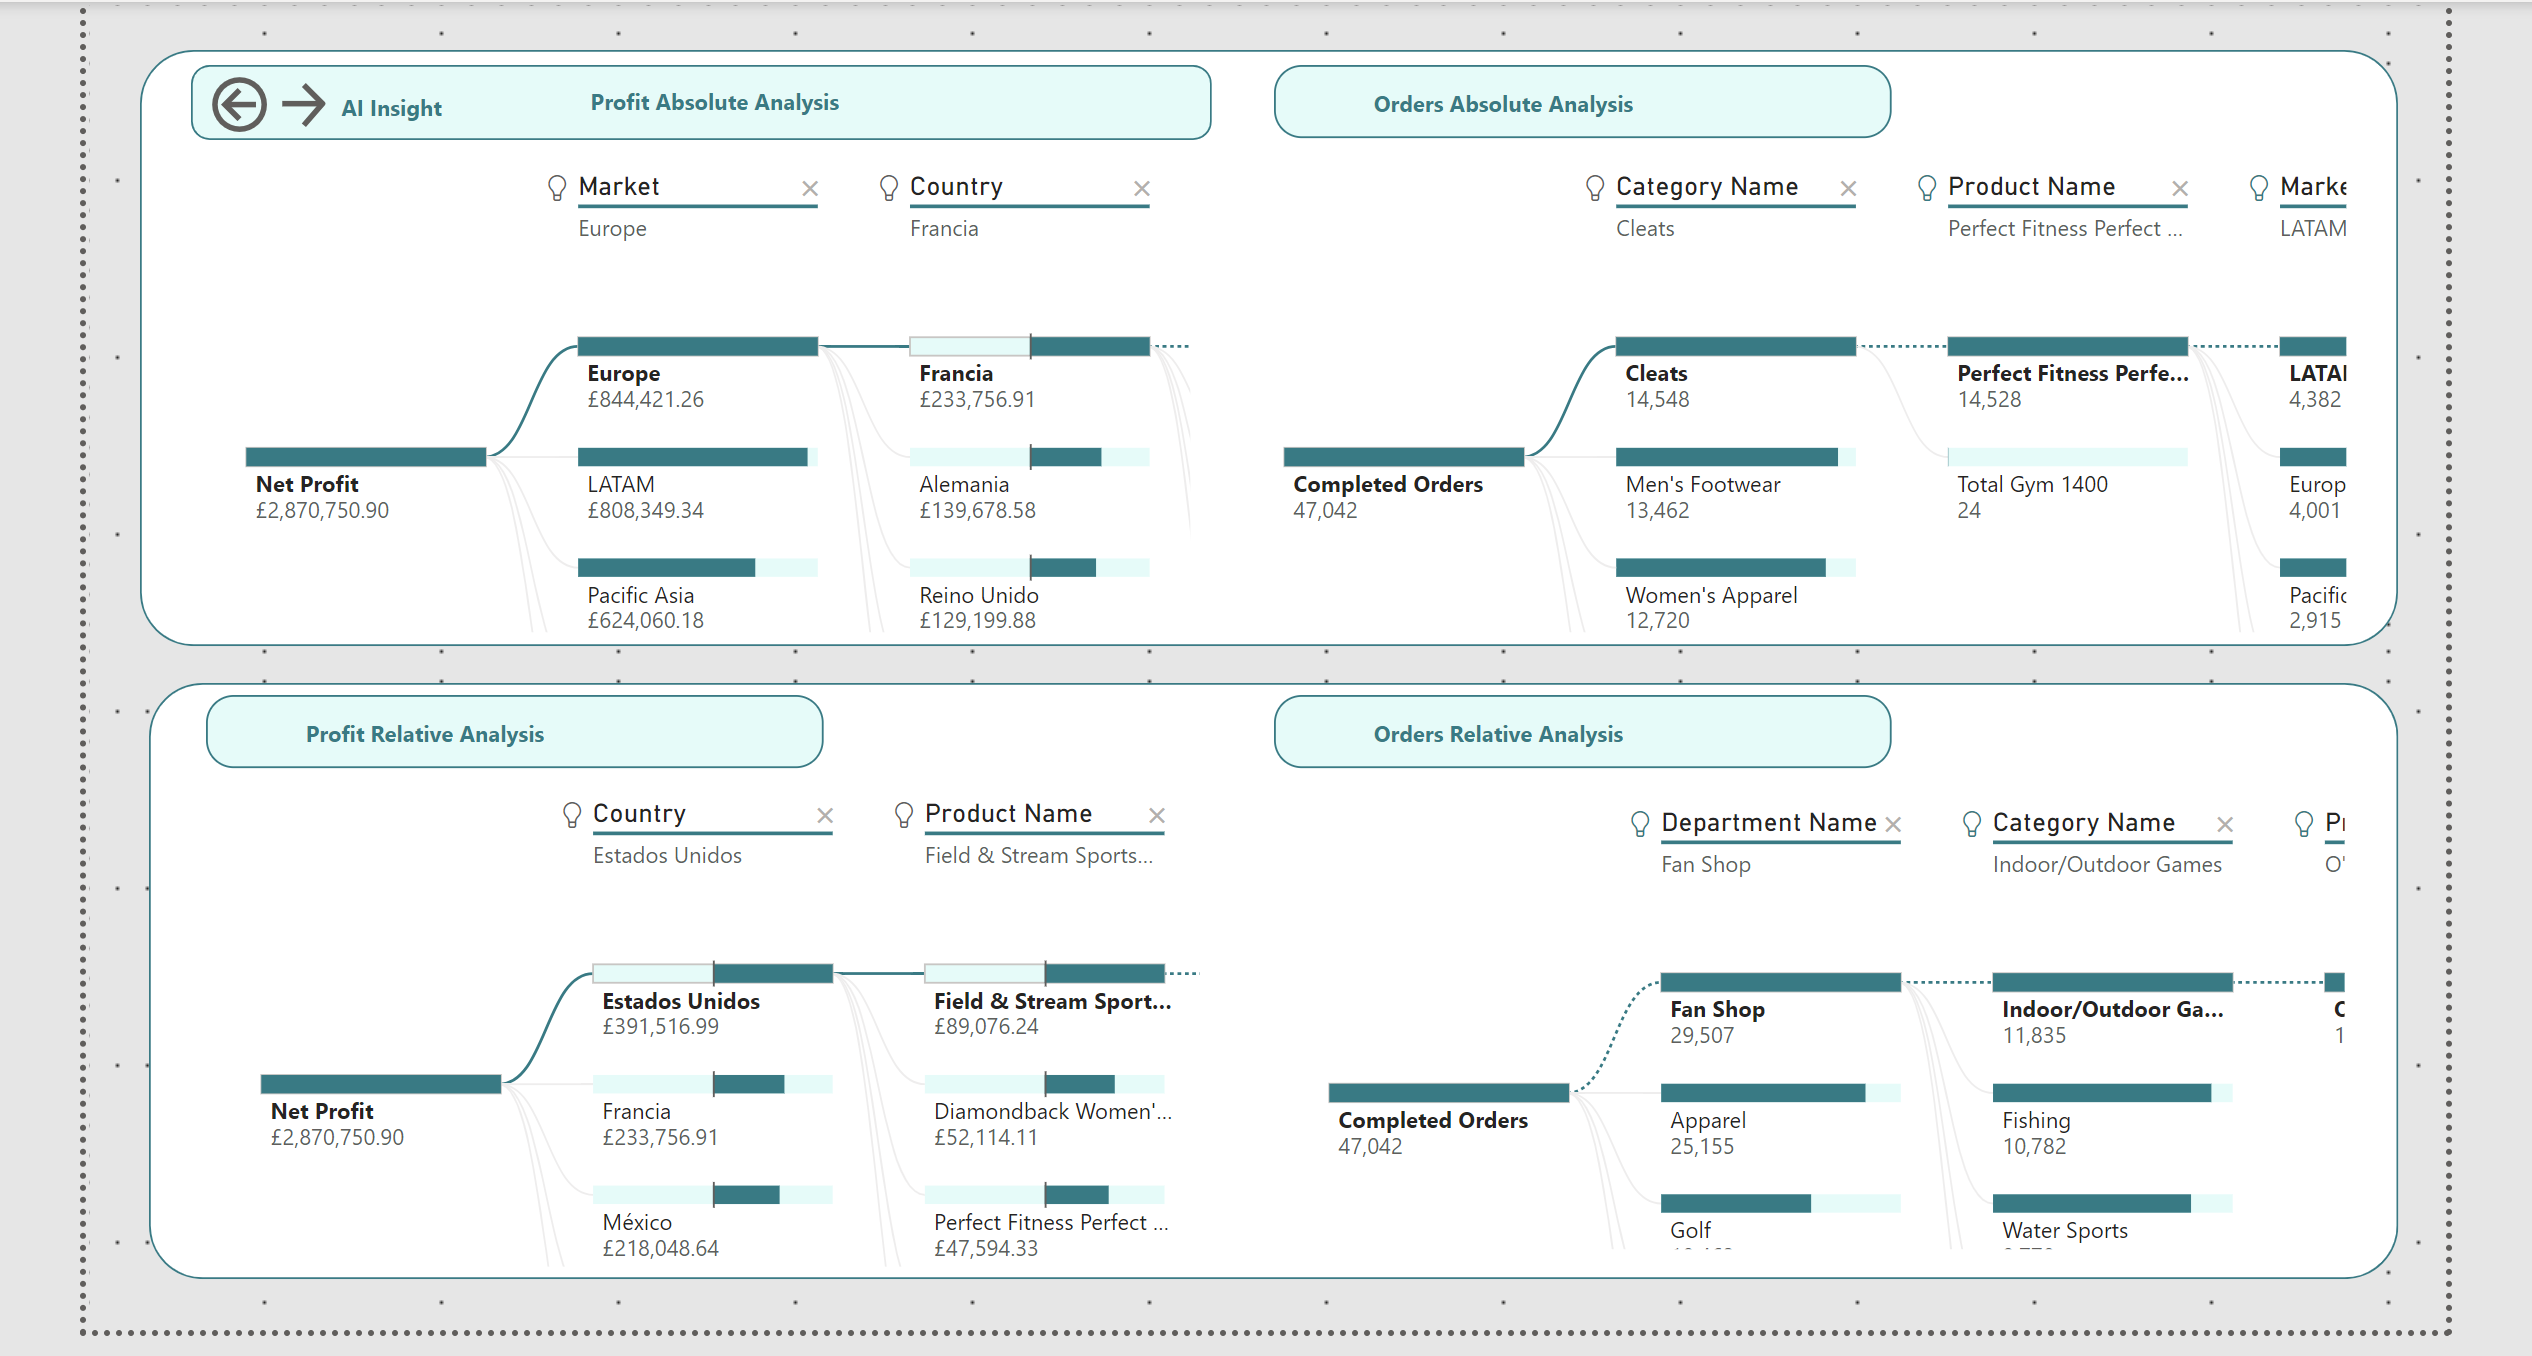 AI Insight
Profit Absolute Analysis
Market
Europe
Country
Francia
Net Profit
£2,870,750.90
Europe
£844,421.26
LATAM
£808,349.34
Pacific Asia
£624,060.18
Francia
£233,756.91
Alemania
£139,678.58
Reino Unido
£129,199.88
Orders Absolute Analysis
Category Name
Cleats
Product Name
Perfect Fitness Perfect ...
Marke
LATAM
Completed Orders
47,042
Cleats
14,548
Men's Footwear
13,462
Women's Apparel
12,720
Perfect Fitness Perfe...
14,528
Total Gym 1400
24
LATA
4,382
Europ
4,001
Pacific
2,915
Profit Relative Analysis
Country
Estados Unidos
Product Name
Field & Stream Sports...
Net Profit
£2,870,750.90
Estados Unidos
£391,516.99
Francia
£233,756.91
México
£218,048.64
Field & Stream Sport...
£89,076.24
Diamondback Women'...
£52,114.11
Perfect Fitness Perfect ...
£47,594.33
Orders Relative Analysis
Department Name
Fan Shop
Category Name
Indoor/Outdoor Games
O'
Completed Orders
47,042
Fan Shop
29,507
Apparel
25,155
Golf
Indoor/Outdoor Ga...
11,835
Fishing
10,782
Water Sports